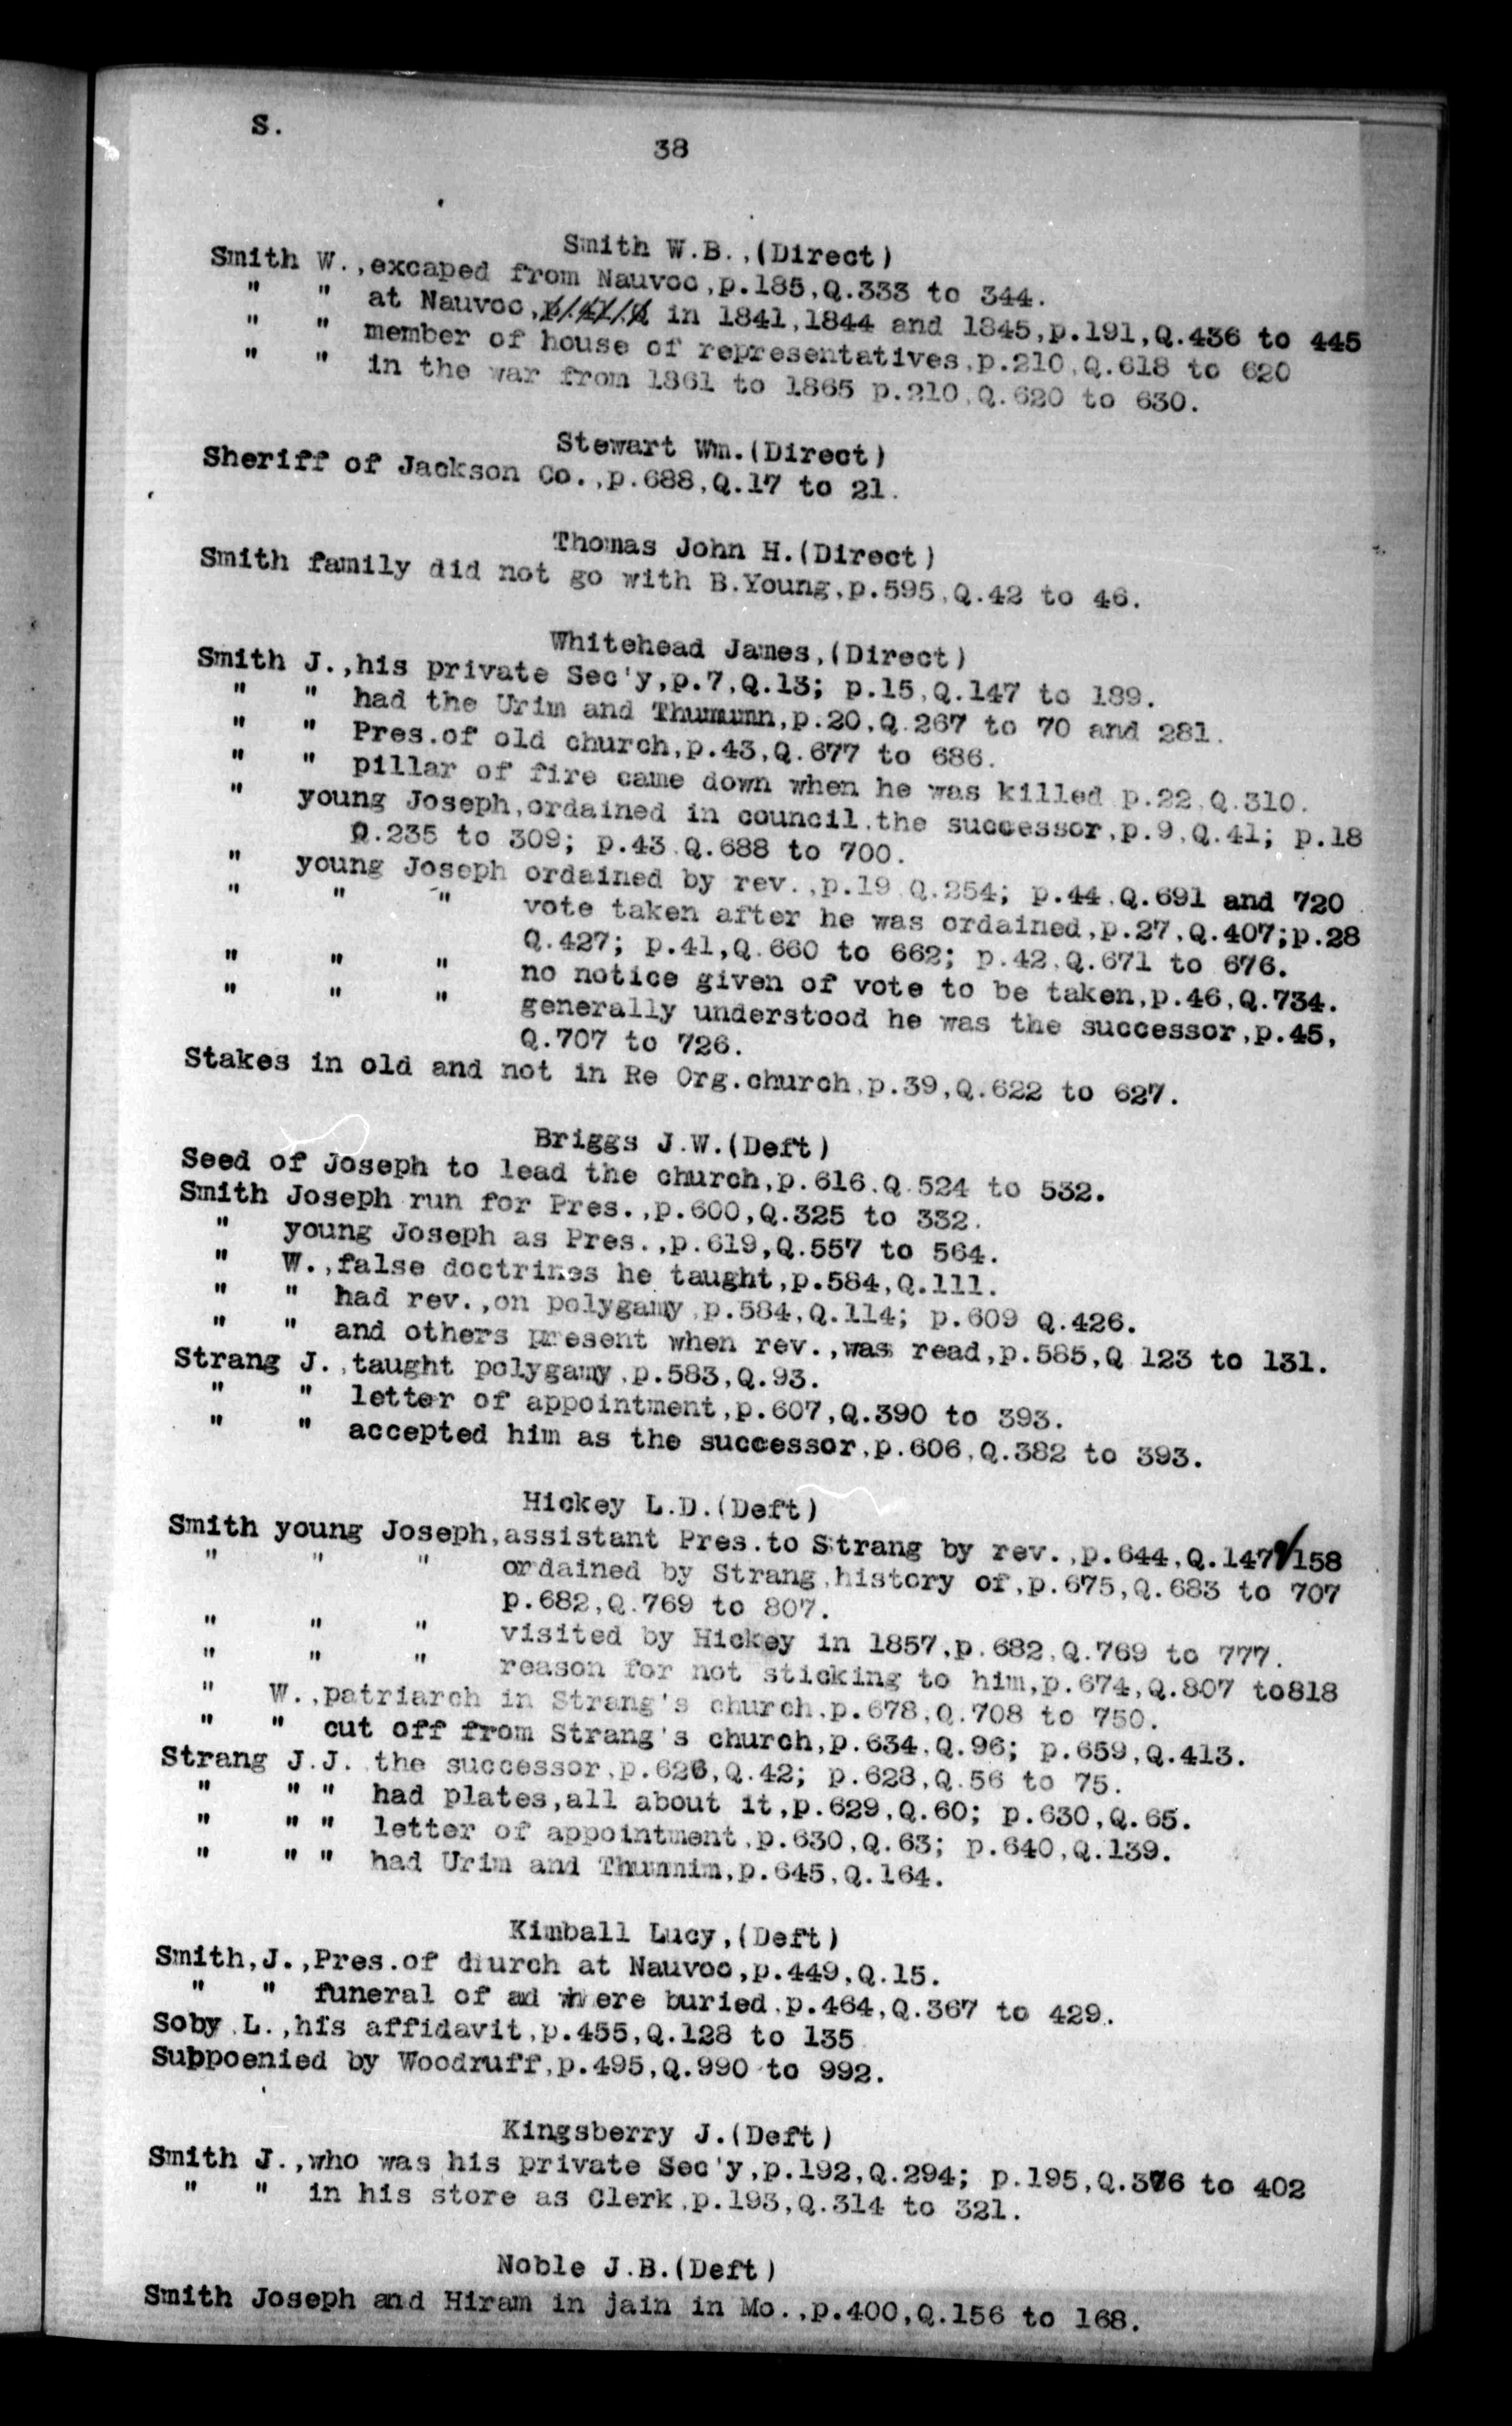 S.
38
Smith W.B.,(Direct)
Smith W.,excaped from Nauvoo,p.185,Q.333 to 344.
" " at Nauvoo, in 1841,1844 and 1845,p.191,Q.436 to 445
" " member of house of representatives,p.210,Q.618 to 620
" " in the war from 1861 to 1865 p.210,Q.620 to 630.
Stewart Wm.(Direct)
Sheriff of Jackson Co.,p.688,Q.17 to 21.
Thomas John H.(Direct)
Smith family did not go with B.Young,p.595,Q.42 to 46.
Whitehead James,(Direct)
Smith J.,his private Sec'y,p.7,Q.13; p.15,Q.147 to 189.
" " had the Urim and Thummun,p.20,Q.267 to 70 and 281.
" " Pres.of old church,p.43,Q.677 to 686.
" " pillar of fire came down when he was killed p.22,Q.310.
" young Joseph,ordained in council,the successor,p.9,Q.41; p.18
Q.235 to 309; p.43 Q.688 to 700.
" young Joseph ordained by rev.,p.19 Q.254; p.44,Q.691 and 720
" " " vote taken after he was ordained,p.27,Q.407;p.28
Q.427; p.41,Q.660 to 662; p.42,Q.671 to 676.
" " " no notice given of vote to be taken,p.46,Q.734.
" " " generally understood he was the successor,p.45,
Q.707 to 726.
Stakes in old and not in Re Org.church,p.39,Q.622 to 627.
Briggs J.W.(Deft)
Seed of Joseph to lead the church,p.616,Q.524 to 532.
Smith Joseph run for Pres.,p.600,Q.325 to 332.
" young Joseph as Pres.,p.619,Q.557 to 564.
" W.,false doctrines he taught,p.584,Q.111.
" " had rev.,on polygamy,p.584,Q.114; p.609 Q.426.
" " and others present when rev.,was read,p.585,Q 123 to 131.
Strang J.,taught polygamy,p.583,Q.93.
" " letter of appointment,p.607,Q.390 to 393.
" " accepted him as the successor,p.606,Q.382 to 393.
Hickey L.D.(Deft)
Smith young Joseph,assistant Pres.to Strang by rev.,p.644,Q.147 158
" " " ordained by Strang,history of,p.675,Q.683 to 707
p.682,Q.769 to 807.
" " " visited by Hickey in 1857,p.682,Q.769 to 777.
" " " reason for not sticking to him,p.674,Q.807 to818
" W.,patriarch in Strang's church,p.678,Q.708 to 750.
" " cut off from Strang's church,p.634,Q.96; p.659,Q.413.
Strang J.J. the successor,p.626,Q.42; p.628,Q.56 to 75.
" " " had plates,all about it,p.629,Q.60; p.630,Q.65.
" " " letter of appointment,p.630,Q.63; p.640,Q.139.
" " " had Urim and Thummim,p.645,Q.164.
Kimball Lucy,(Deft)
Smith,J.,Pres.of church at Nauvoo,p.449,Q.15.
" " funeral of ad where buried,p.464,Q.367 to 429.
Soby L.,his affidavit,p.455,Q.128 to 135
Suppoenied by Woodruff,p.495,Q.990 to 992.
Kingsberry J.(Deft)
Smith J.,who was his private Sec'y,p.192,Q.294; p.195,Q.376 to 402
" " in his store as Clerk,p.193,Q.314 to 321.
Noble J.B.(Deft)
Smith Joseph and Hiram in jain in Mo.,p.400,Q.156 to 168.